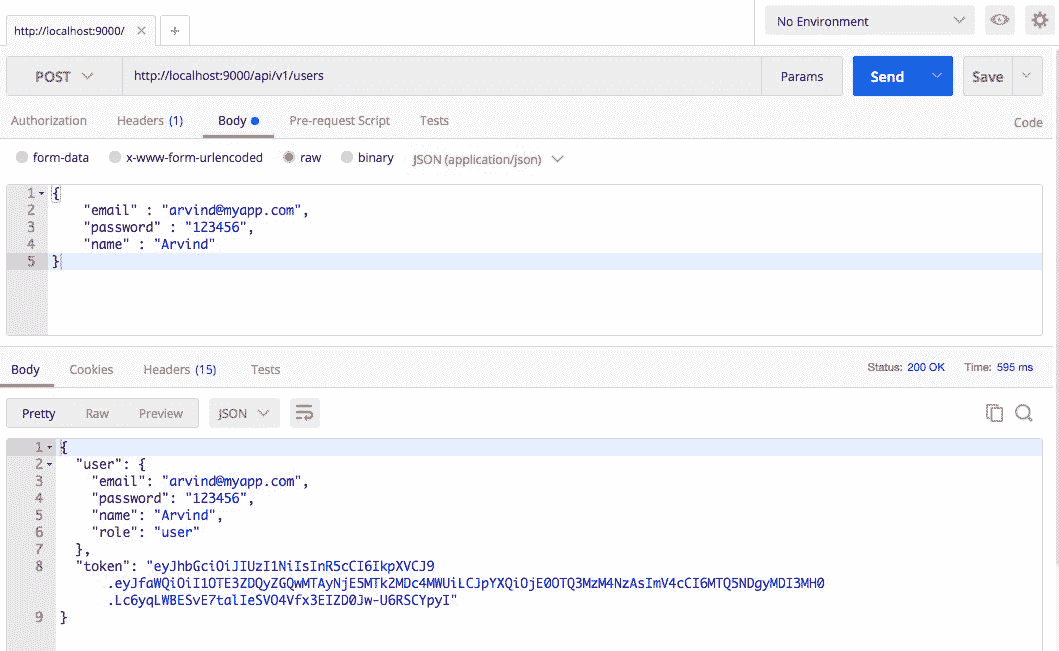 http://localhost:9000/ × +
No Environment
POST http://localhost:9000/api/v1/users Params Send Save
Authorization Headers (1) Body Pre-request Script Tests Code
form-data x-www-form-urlencoded raw binary JSON (application/json)
1 {
2 "email" : "arvind@myapp.com",
3 "password" : "123456",
4 "name" : "Arvind"
5 }
Body Cookies Headers (15) Tests Status: 200 OK Time: 595 ms
Pretty Raw Preview JSON
1 {
2 "user": {
3 "email": "arvind@myapp.com",
4 "password": "123456",
5 "name": "Arvind",
6 "role": "user"
7 },
8 "token": "eyJhbGciOiJIUzI1NiIsInR5cCI6IkpXVCJ9
.eyJfaWQiOiI1OTE3ZDQyZGQwMTAyNjE5MTk2MDc4MWUiLCJpYXQiOjE0OTQ3MzM4NzAsImV4cCI6MTQ5NDgyMDI3MH0
.Lc6yqLWBESvE7talIeSVO4Vfx3EIZD0Jw-U6RSCYpyI"
9 }